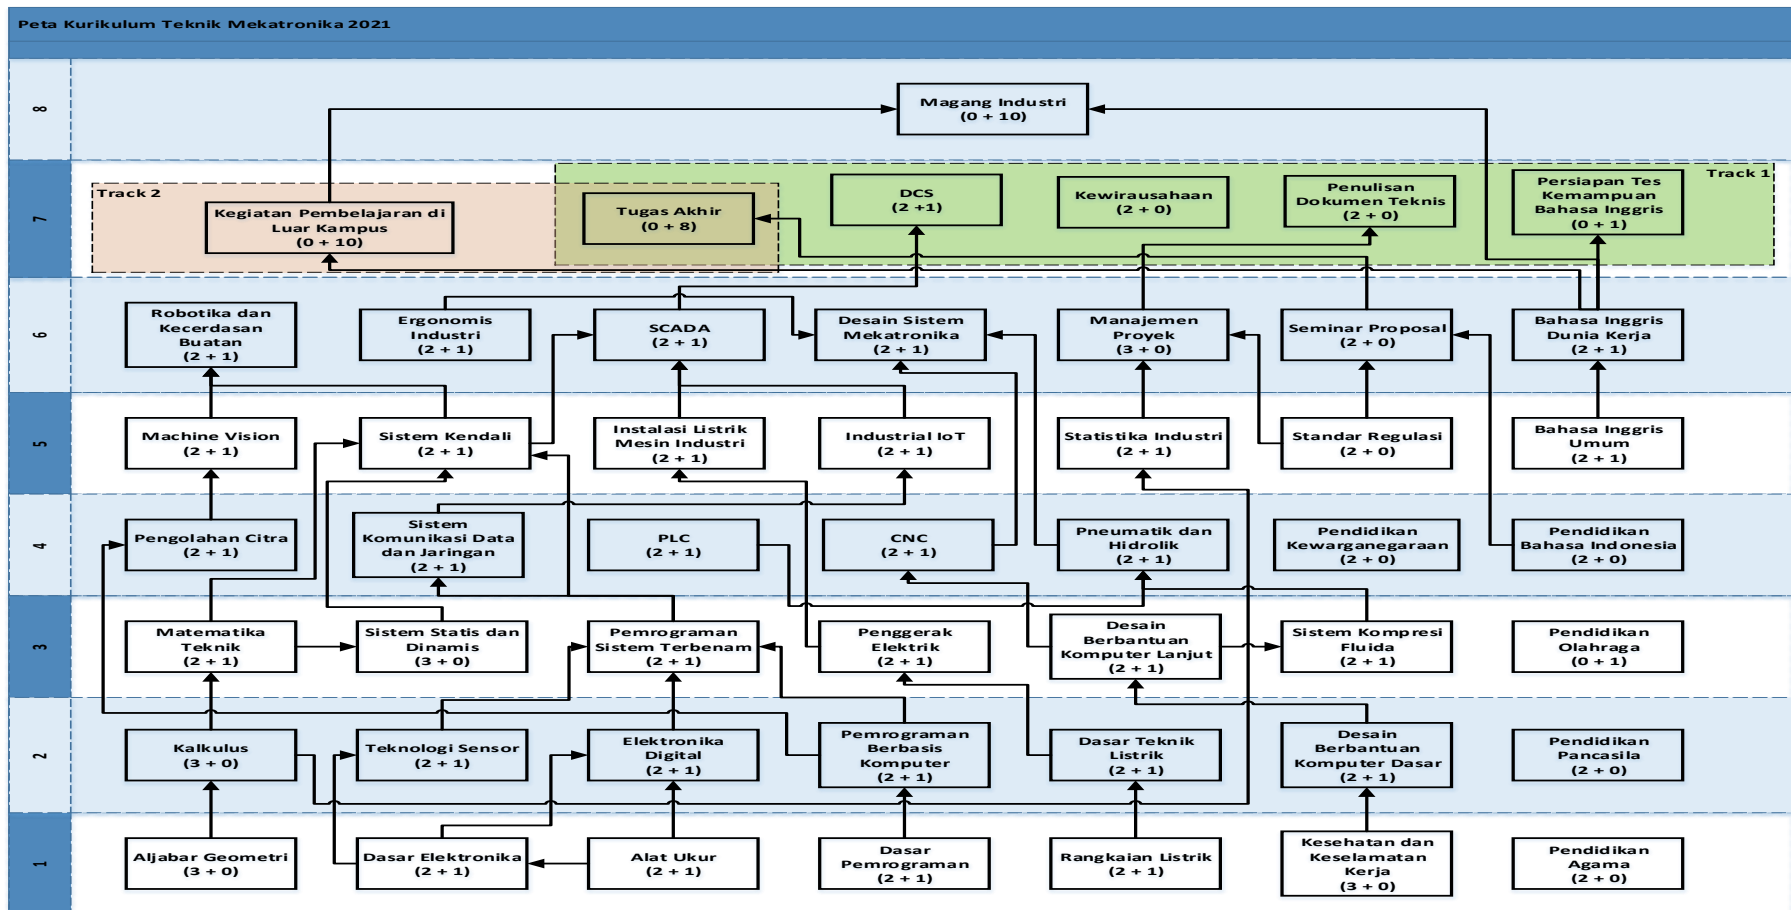 Peta Kurikulum Teknik Mekatronika 2021
8
Magang Industri
(0 + 10)
7
Track 2
Kegiatan Pembelajaran di
Luar Kampus
(0 + 10)
Tugas Akhir
(0 + 8)
DCS
(2 +1)
Kewirausahaan
(2 + 0)
Penulisan
Dokumen Teknis
(2 + 0)
Persiapan Tes
Kemampuan
Bahasa Inggris
(0 + 1)
Track 1
6
Robotika dan
Kecerdasan
Buatan
(2 + 1)
Ergonomis
Industri
(2 + 1)
SCADA
(2 + 1)
Desain Sistem
Mekatronika
(2 + 1)
Manajemen
Proyek
(3 + 0)
Seminar Proposal
(2 + 0)
Bahasa Inggris
Dunia Kerja
(2 + 1)
5
Machine Vision
(2 + 1)
Sistem Kendali
(2 + 1)
Instalasi Listrik
Mesin Industri
(2 + 1)
Industrial IoT
(2 + 1)
Statistika Industri
(2 + 1)
Standar Regulasi
(2 + 0)
Bahasa Inggris
Umum
(2 + 1)
4
Pengolahan Citra
(2 + 1)
Sistem
Komunikasi Data
dan Jaringan
(2 + 1)
PLC
(2 + 1)
CNC
(2 + 1)
Pneumatik dan
Hidrolik
(2 + 1)
Pendidikan
Kewarganegaraan
(2 + 0)
Pendidikan
Bahasa Indonesia
(2 + 0)
3
Matematika
Teknik
(2 + 1)
Sistem Statis dan
Dinamis
(3 + 0)
Pemrograman
Sistem Terbenam
(2 + 1)
Penggerak
Elektrik
(2 + 1)
Desain
Berbantuan
Komputer Lanjut
(2 + 1)
Sistem Kompresi
Fluida
(2 + 1)
Pendidikan
Olahraga
(0 + 1)
2
Kalkulus
(3 + 0)
Teknologi Sensor
(2 + 1)
Elektronika
Digital
(2 + 1)
Pemrograman
Berbasis
Komputer
(2 + 1)
Dasar Teknik
Listrik
(2 + 1)
Desain
Berbantuan
Komputer Dasar
(2 + 1)
Pendidikan
Pancasila
(2 + 0)
1
Aljabar Geometri
(3 + 0)
Dasar Elektronika
(2 + 1)
Alat Ukur
(2 + 1)
Dasar
Pemrograman
(2 + 1)
Rangkaian Listrik
(2 + 1)
Kesehatan dan
Keselamatan
Kerja
(3 + 0)
Pendidikan
Agama
(2 + 0)